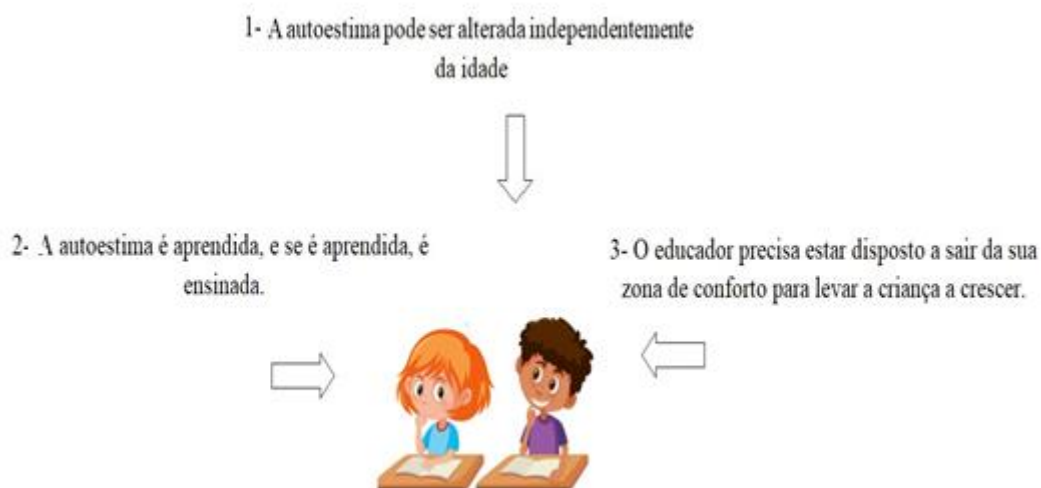 1- A autoestima pode ser alterada independentemente
da idade
2- A autoestima é aprendida, e se é aprendida, é
ensinada.
3- O educador precisa estar disposto a sair da sua
zona de conforto para levar a criança a crescer.